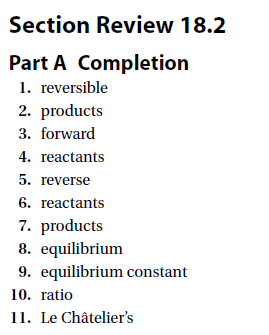 Section Review 18.2
Part A Completion
1. reversible
2. products
3. forward
4. reactants
5. reverse
6. reactants
7. products
8. equilibrium
9. equilibrium constant
10. ratio
11. Le Châtelier's